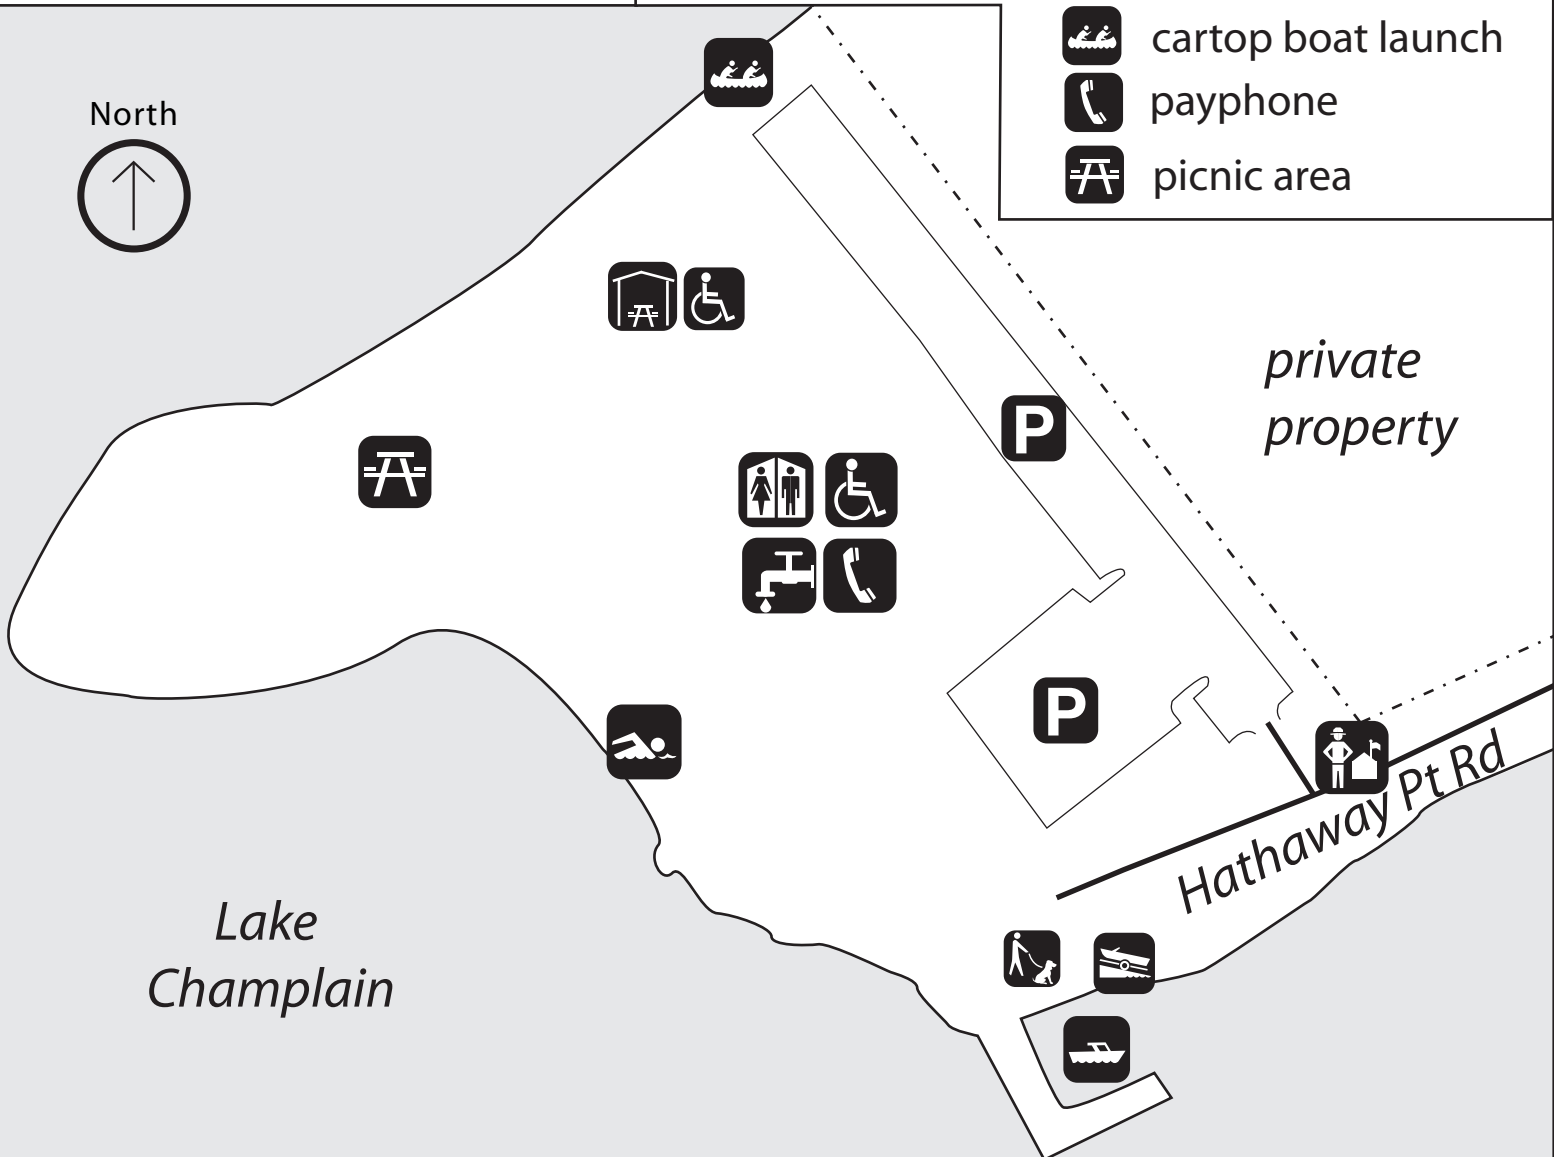 cartop boat launch
payphone
picnic area
North
private
property
P
P
Hathaway Pt Rd
Lake
Champlain